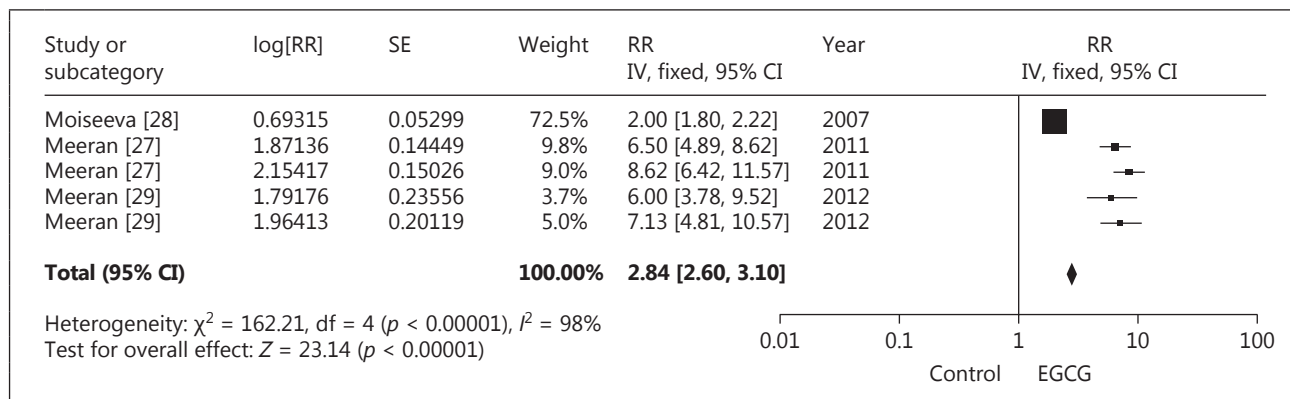 Study or subcategory log[RR] SE Weight RR IV, fixed, 95% CI Year RR IV, fixed, 95% CI
Moiseeva [28] 0.69315 0.05299 72.5% 2.00 [1.80, 2.22] 2007
Meeran [27] 1.87136 0.14449 9.8% 6.50 [4.89, 8.62] 2011
Meeran [27] 2.15417 0.15026 9.0% 8.62 [6.42, 11.57] 2011
Meeran [29] 1.79176 0.23556 3.7% 6.00 [3.78, 9.52] 2012
Meeran [29] 1.96413 0.20119 5.0% 7.13 [4.81, 10.57] 2012
Total (95% CI) 100.00% 2.84 [2.60, 3.10]
Heterogeneity: χ² = 162.21, df = 4 (p < 0.00001), I² = 98%
Test for overall effect: Z = 23.14 (p < 0.00001)
0.01 0.1 1 10 100
Control EGCG